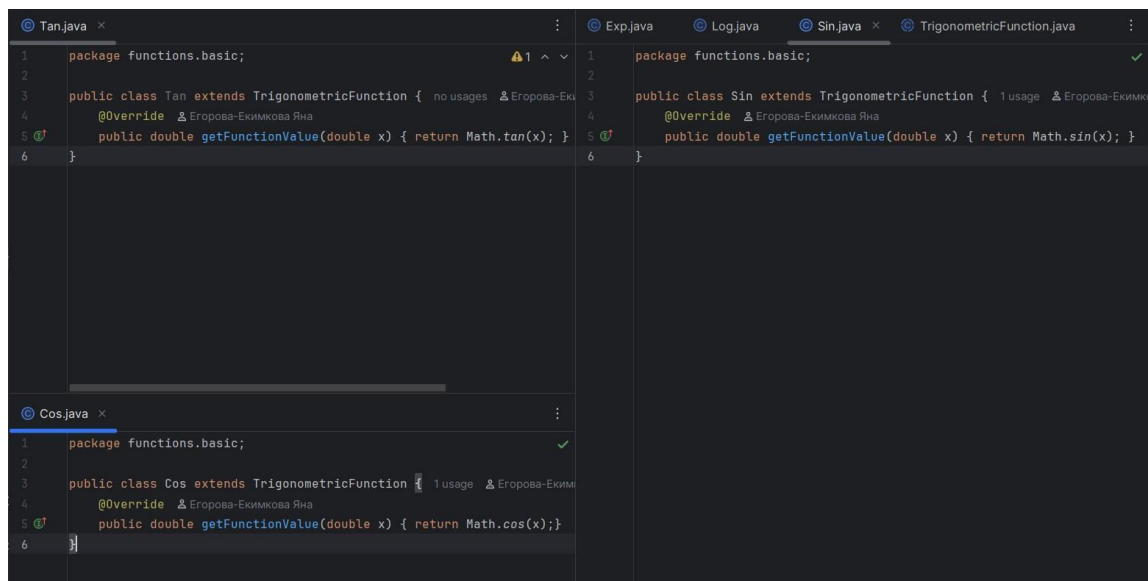 Tan.java
1 package functions.basic; 1
2
3 public class Tan extends TrigonometricFunction { no usages
4 @Override Егорова-Екимкова Яна
5 public double getFunctionValue(double x) { return Math.tan(x); }
6 }
Cos.java
1 package functions.basic;
2
3 public class Cos extends TrigonometricFunction { 1 usage
4 @Override Егорова-Екимкова Яна
5 public double getFunctionValue(double x) { return Math.cos(x);}
6 }
Exp.java Log.java Sin.java TrigonometricFunction.java
1 package functions.basic;
2
3 public class Sin extends TrigonometricFunction { 1 usage
4 @Override Егорова-Екимкова Яна
5 public double getFunctionValue(double x) { return Math.sin(x); }
6 }